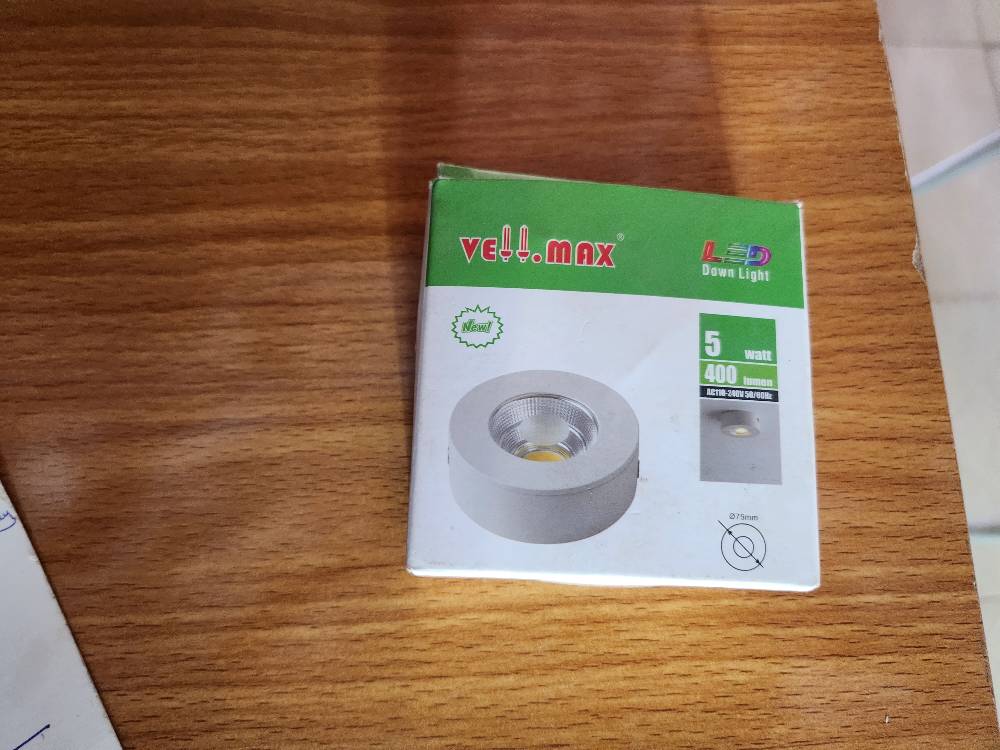 VELL.MAX®
LED
Down Light
New!
5 watt
400 lumen
AC110-240V 50/60Hz
Ø75mm